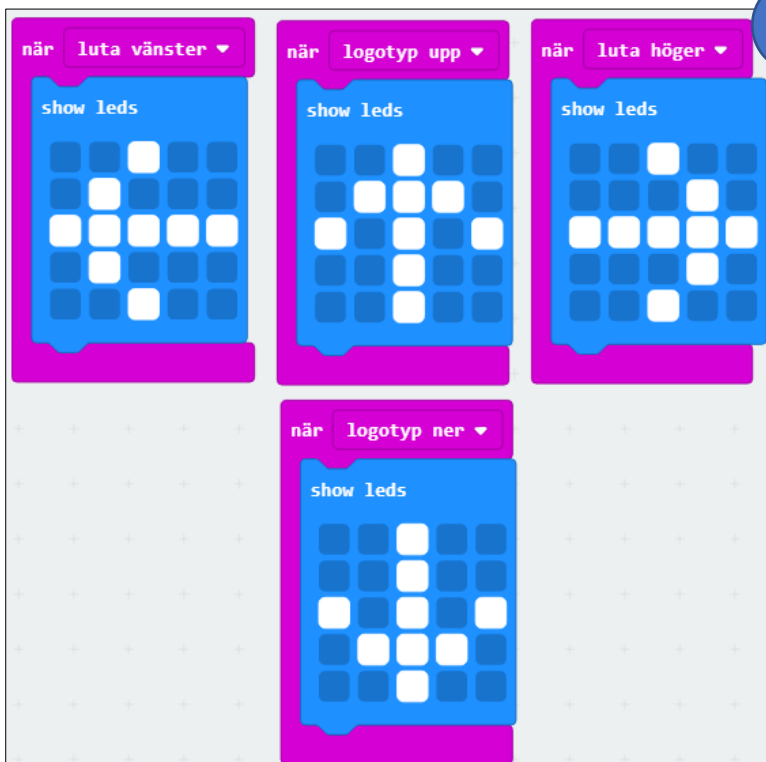 när luta vänster
show leds
när logotyp upp
show leds
när luta höger
show leds
när logotyp ner
show leds